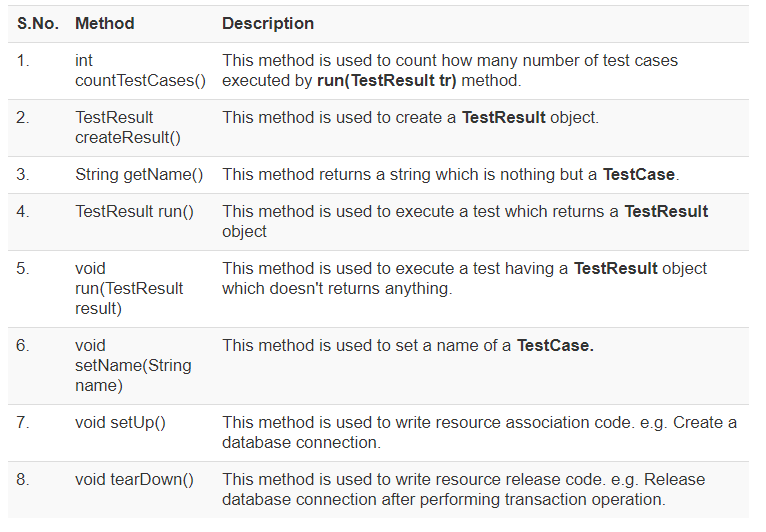 S.No. Method Description
1. int This method is used to count how many number of test cases
countTestCases() executed by run(TestResult tr) method.
2. TestResult This method is used to create a TestResult object.
createResult()
3. String getName() This method returns a string which is nothing but a TestCase.
4. TestResult run() This method is used to execute a test which returns a TestResult
object
5. void This method is used to execute a test having a TestResult object
run(TestResult which doesn't returns anything.
result)
6. void This method is used to set a name of a TestCase.
setName(String
name)
7. void setUp() This method is used to write resource association code. e.g. Create a
database connection.
8. void tearDown() This method is used to write resource release code. e.g. Release
database connection after performing transaction operation.